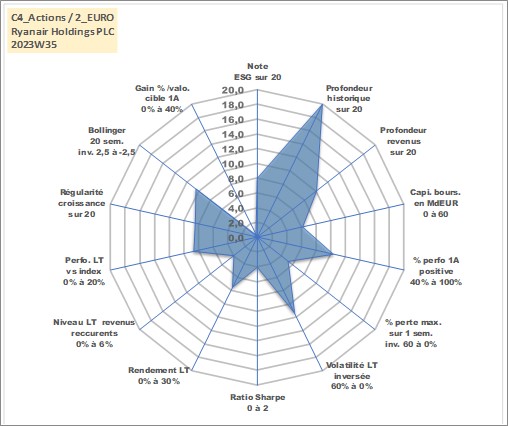 C4_Actions / 2_EURO
Ryanair Holdings PLC
2023W35
Note
ESG sur 20
Profondeur
historique
sur 20
Profondeur
revenus
sur 20
Capi. bours.
en MdEUR
0 à 60
% perfo 1A
positive
40% à 100%
% perte max.
sur 1 sem.
inv. 60 à 0%
Volatilité LT
inversée
60% à 0%
Ratio Sharpe
0 à 2
Rendement LT
0% à 30%
Niveau LT revenus
reccurents
0% à 6%
Perfo. LT
vs index
0% à 20%
Régularité
croissance
sur 20
Bollinger
20 sem.
inv. 2,5 à -2,5
Gain % /valo.
cible 1A
0% à 40%
20,0
18,0
16,0
14,0
12,0
10,0
8,0
6,0
4,0
2,0
0,0